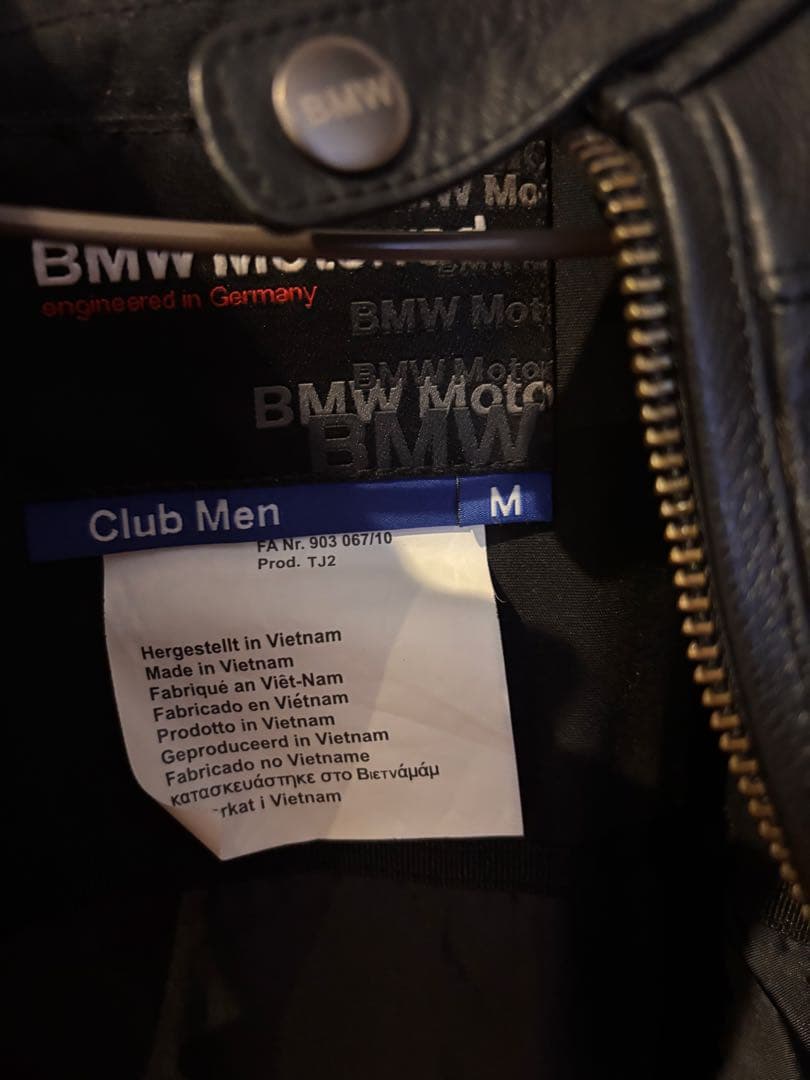 BMW
W Mo
BMW Motorrad
engineered in Germany
BMW Mot
BMW Motor
BMW Moto
BMW
Club Men M
FA Nr. 903 067/10
Prod. TJ2
Hergestellt in Vietnam
Made in Vietnam
Fabriqué an Viêt-Nam
Fabricado en Viétnam
Prodotto in Vietnam
Geproduceerd in Vietnam
Fabricado no Vietname
κατασκευάστηκε στο Βιετνάμάμ
rkat i Vietnam